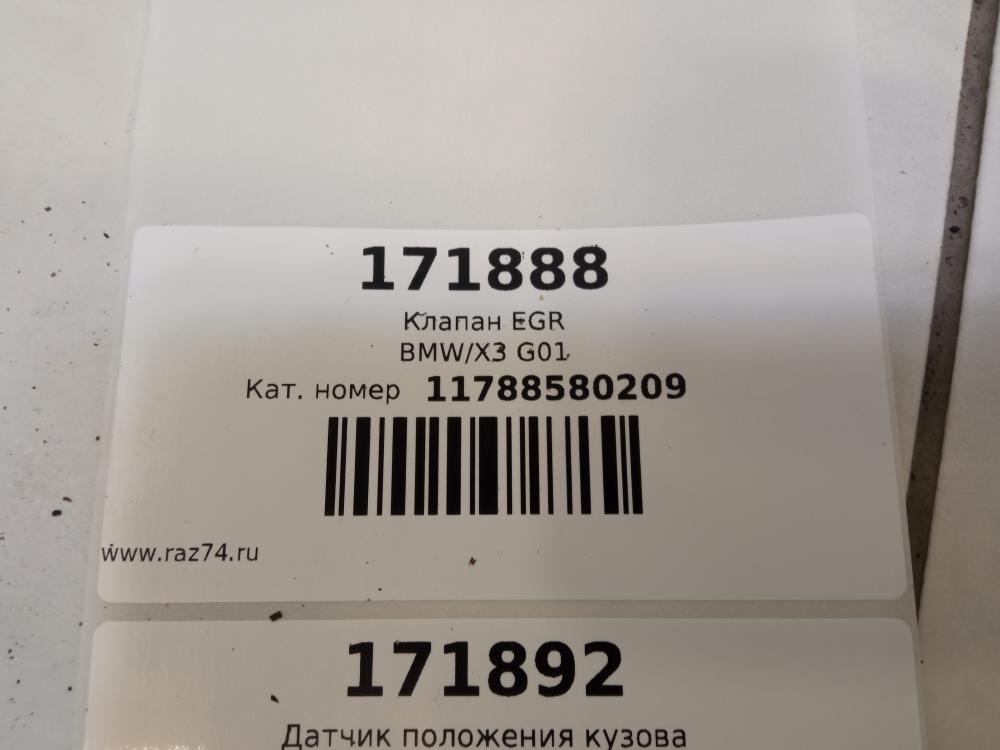 171888
Клапан EGR
BMW/X3 G01
Кат. номер 11788580209
www.raz74.ru
171892
Датчик положения кузова